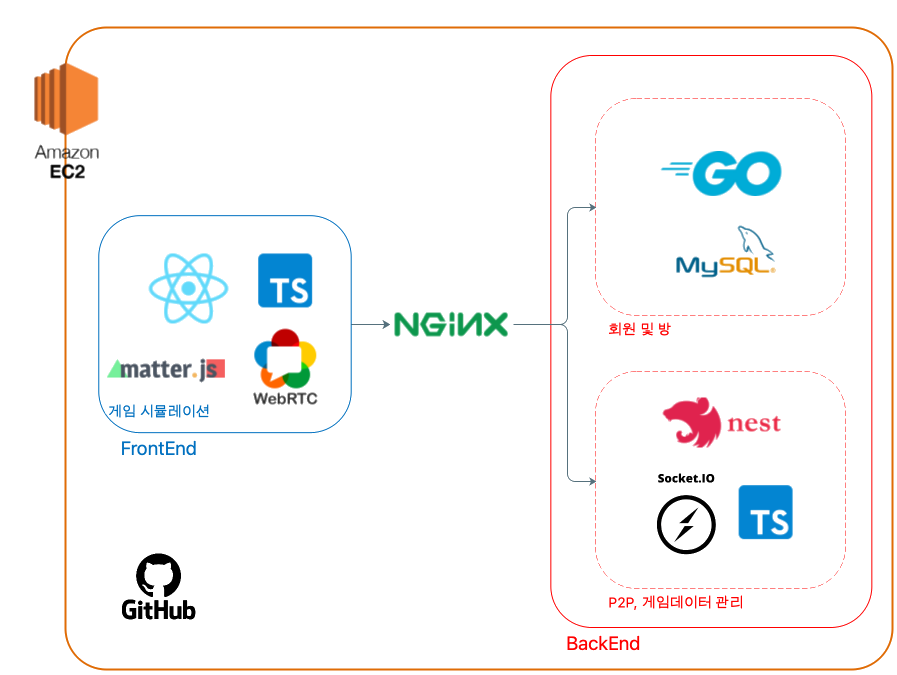 Amazon
EC2
TS
matter.js
WebRTC
게임 시뮬레이션
FrontEnd
NGiNX
GO
MySQL®
회원 및 방
nest
Socket.IO
TS
P2P, 게임데이터 관리
BackEnd
GitHub